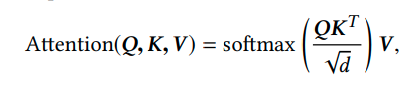 Attention(Q, K, V) = softmax(QK^T / √d) V,